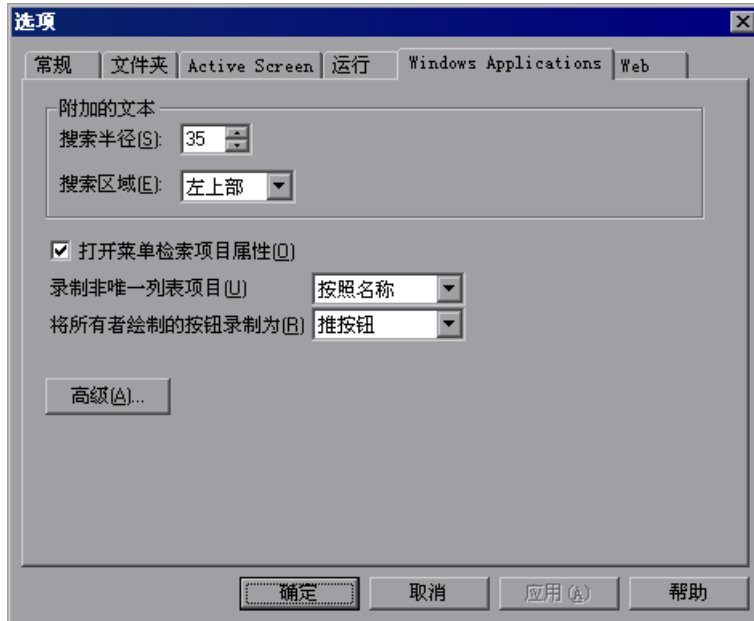 选项
常规 文件夹 Active Screen 运行 Windows Applications Web
附加的文本
搜索半径(S): 35
搜索区域(E): 左上部
打开菜单检索项目属性(O)
录制非唯一列表项目(U) 按照名称
将所有者绘制的按钮录制为(R) 推按钮
高级(A)...
确定 取消 应用(A) 帮助